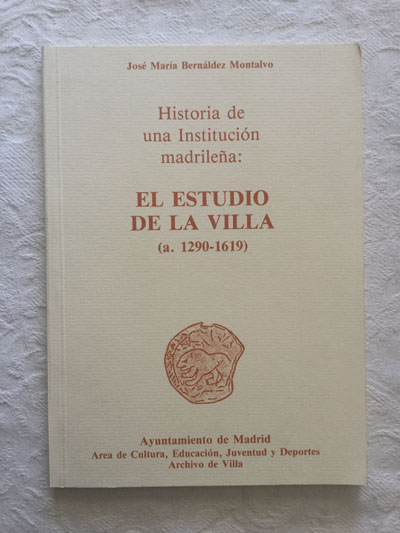 José María Bernáldez Montalvo
Historia de
una Institución
madrileña:
EL ESTUDIO
DE LA VILLA
(a. 1290-1619)
Ayuntamiento de Madrid
Area de Cultura, Educación, Juventud y Deportes
Archivo de Villa